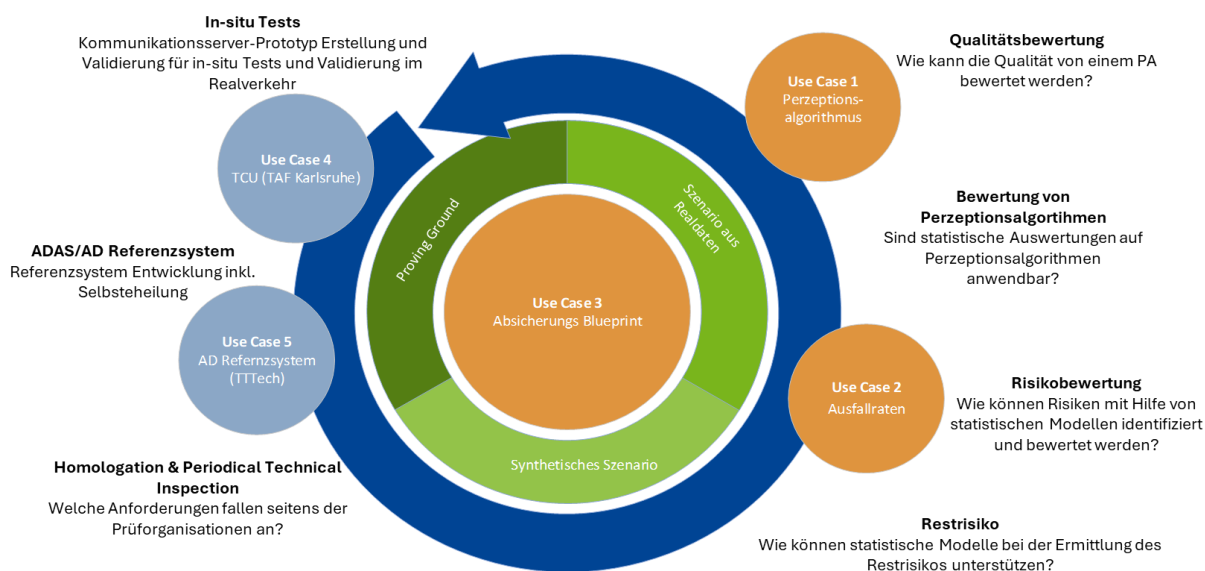 In-situ Tests
Kommunikationsserver-Prototyp Erstellung und
Validierung für in-situ Tests und Validierung im
Realverkehr
Use Case 4
TCU (TAF Karlsruhe)
ADAS/AD Referenzsystem
Referenzsystem Entwicklung inkl.
Selbsteheilung
Use Case 5
AD Refernzsystem
(TTTech)
Homologation & Periodical Technical
Inspection
Welche Anforderungen fallen seitens der
Prüforganisationen an?
Proving Ground
Szenario aus
Realdaten
Synthetisches Szenario
Use Case 3
Absicherungs Blueprint
Use Case 1
Perzeptions-
algorithmus
Qualitätsbewertung
Wie kann die Qualität von einem PA
bewertet werden?
Bewertung von
Perzeptionsalgortihmen
Sind statistische Auswertungen auf
Perzeptionsalgorithmen
anwendbar?
Use Case 2
Ausfallraten
Risikobewertung
Wie können Risiken mit Hilfe von
statistischen Modellen identifiziert
und bewertet werden?
Restrisiko
Wie können statistische Modelle bei der Ermittlung des
Restrisikos unterstützen?